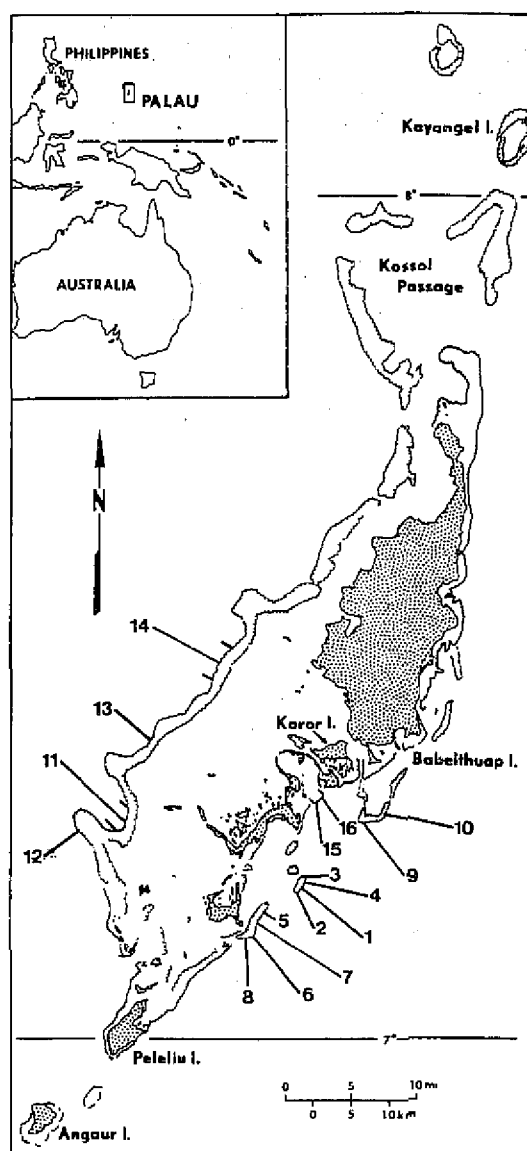 PHILIPPINES
PALAU
0°
AUSTRALIA
Kayangel I.
8°
Kossol
Passage
N
14
13
11
12
Koror I.
Babelthuap I.
16
15
10
9
3
4
1
2
5
7
6
8
7°
Peleliu I.
Angaur I.
0 5 10 mi
0 5 10 km